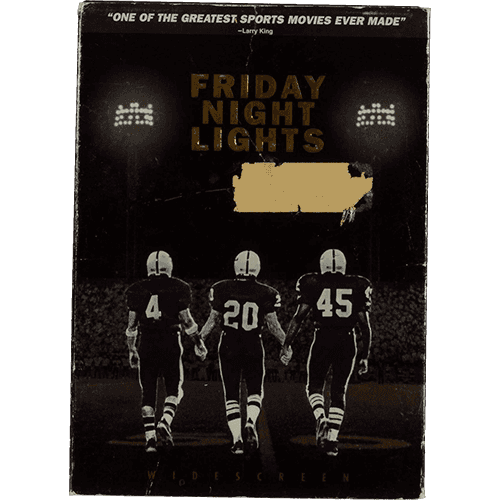 “ONE OF THE GREATEST SPORTS MOVIES EVER MADE”
–Larry King
FRIDAY
NIGHT
LIGHTS
4 20 45
WIDESCREEN